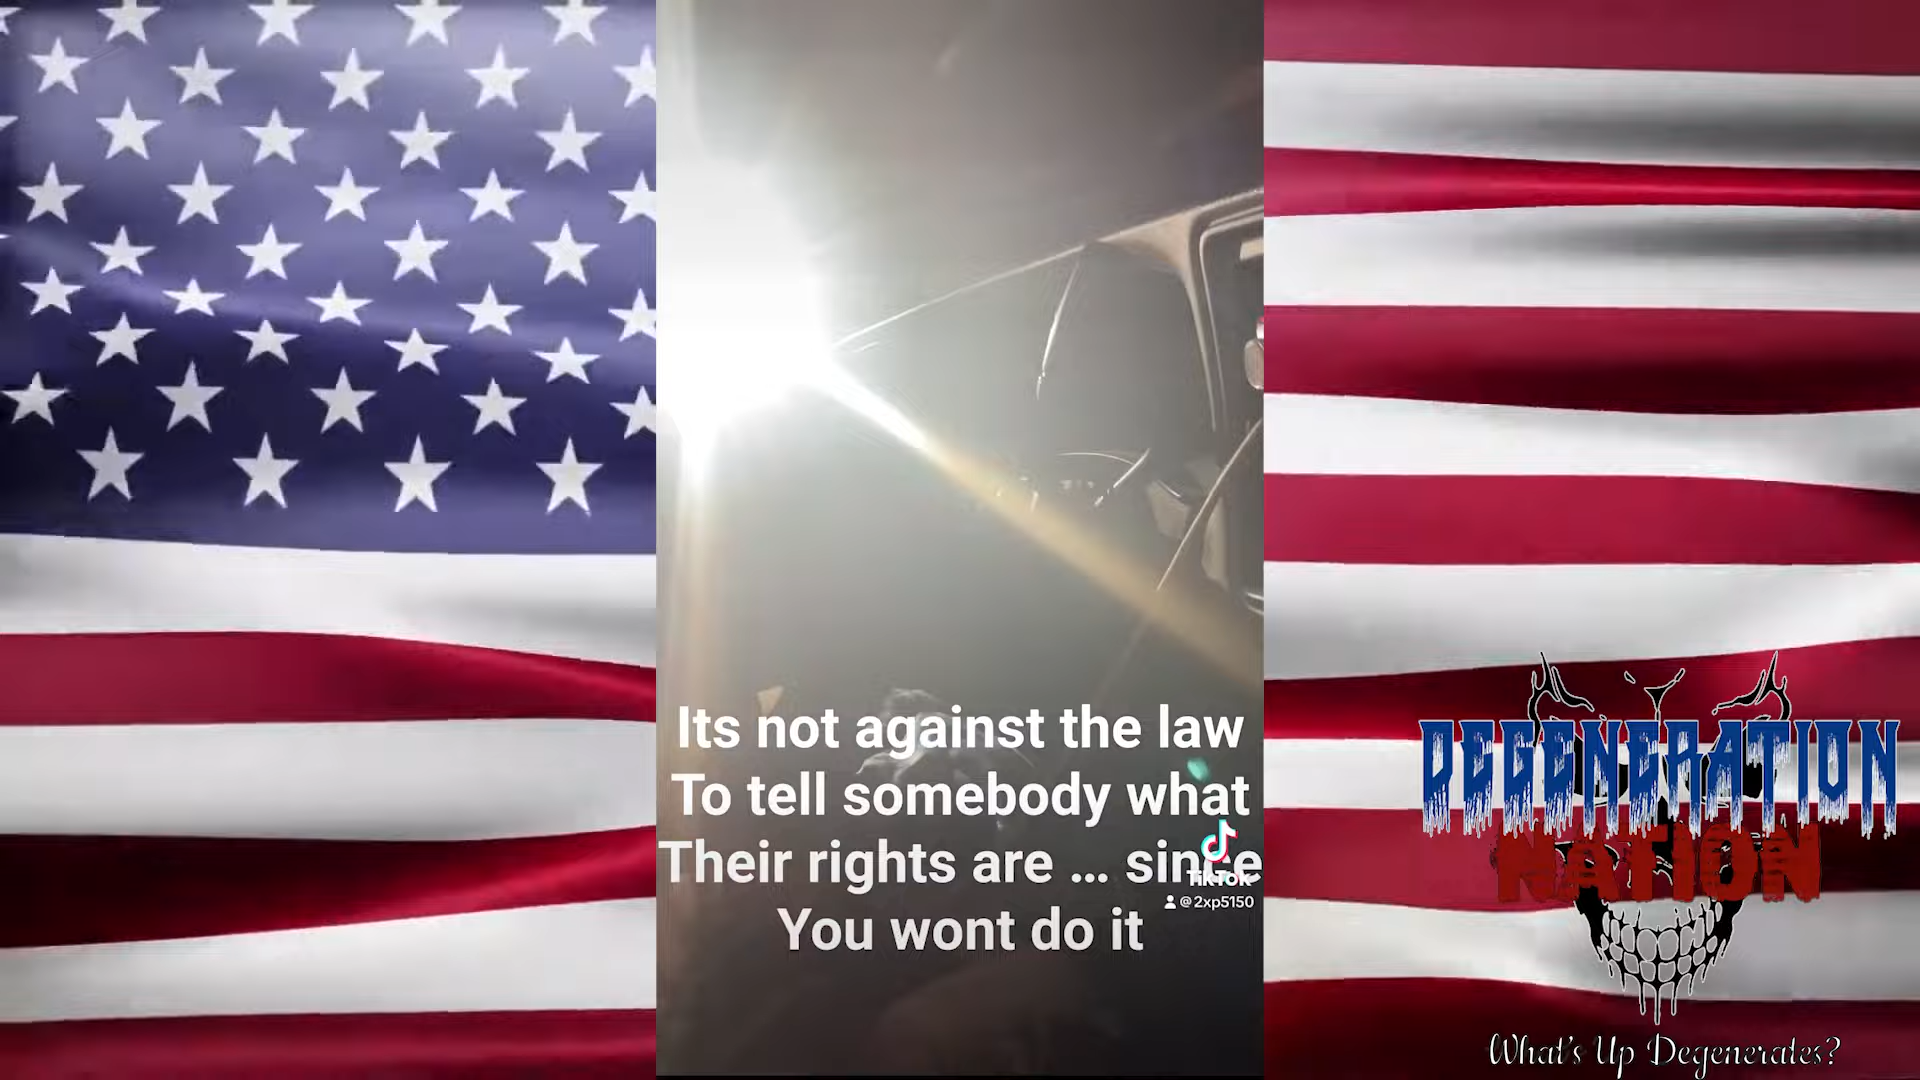 Its not against the law
To tell somebody what
Their rights are ... since
You wont do it
TikTok
@2xp5150
DEGENERATION
NATION
What's Up Degenerates?